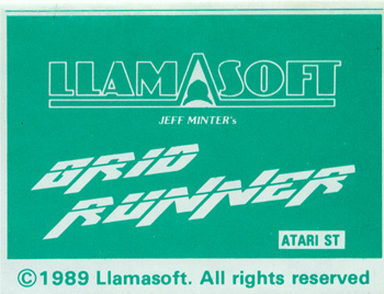 LLAMASOFT
JEFF MINTER's
GRID
RUNNER
ATARI ST
©1989 Llamasoft. All rights reserved